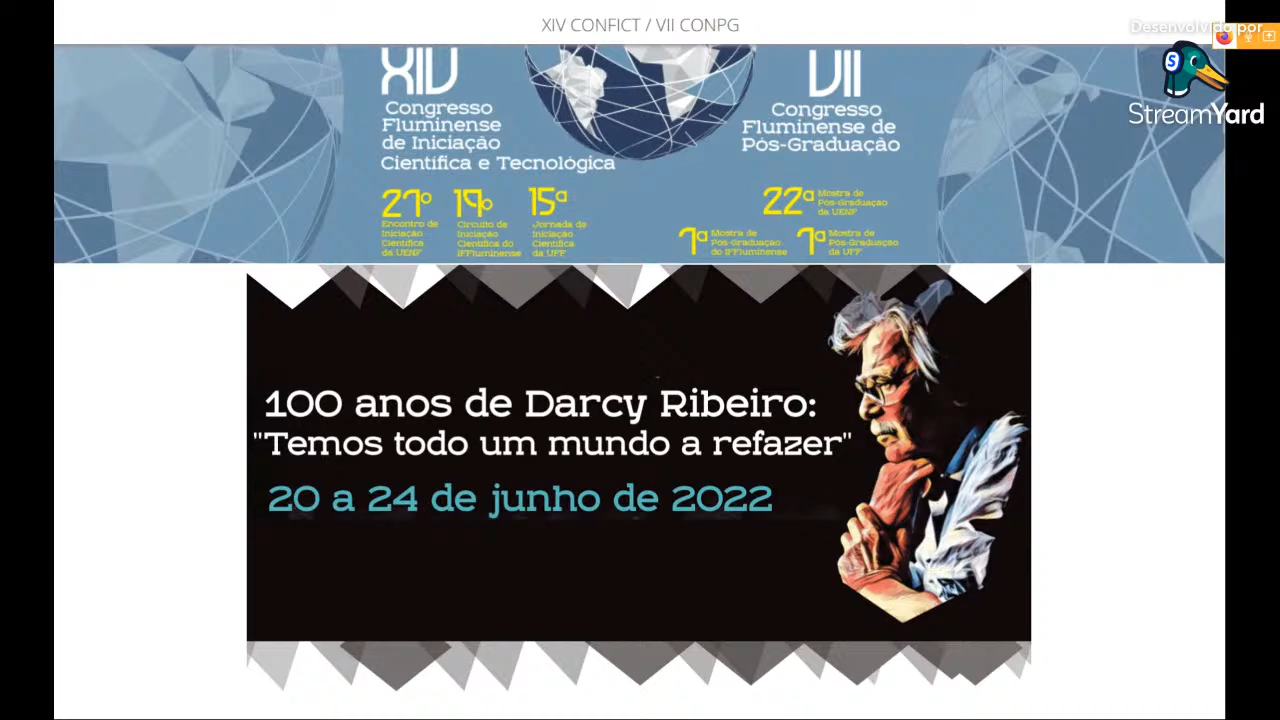 XIV CONFICT / VII CONPG
Desenvolvido por
StreamYard
XIV
Congresso
Fluminense
de Iniciação
Científica e Tecnológica
VII
Congresso
Fluminense de
Pós-Graduação
27º
Encontro de
Iniciação
Científica
da UENF
19º
Circuito de
Iniciação
Científica do
IFFluminense
15ª
Jornada de
Iniciação
Científica
da UFF
22ª
Mostra de
Pós-Graduação
da UENF
7ª
Mostra de
Pós-Graduação
do IFFluminense
7ª
Mostra de
Pós-Graduação
da UFF
100 anos de Darcy Ribeiro:
"Temos todo um mundo a refazer"
20 a 24 de junho de 2022